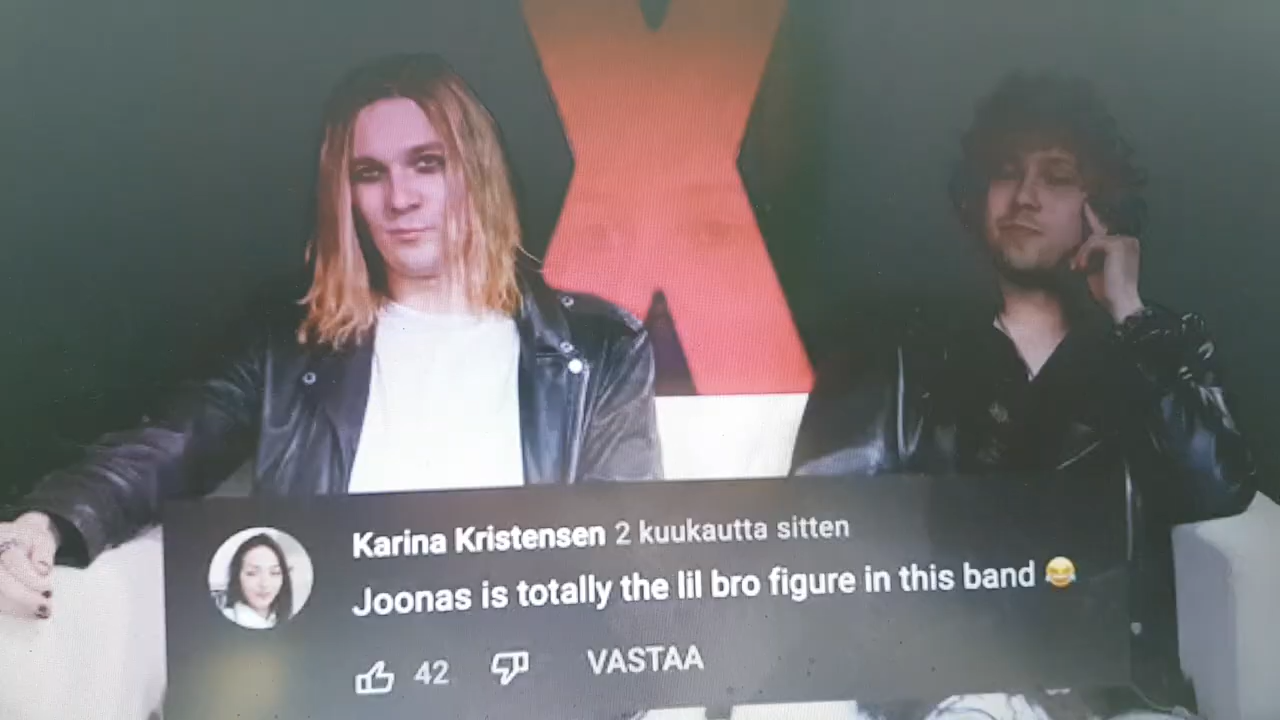 X
Karina Kristensen 2 kuukautta sitten
Joonas is totally the lil bro figure in this band 😂
42 VASTAA